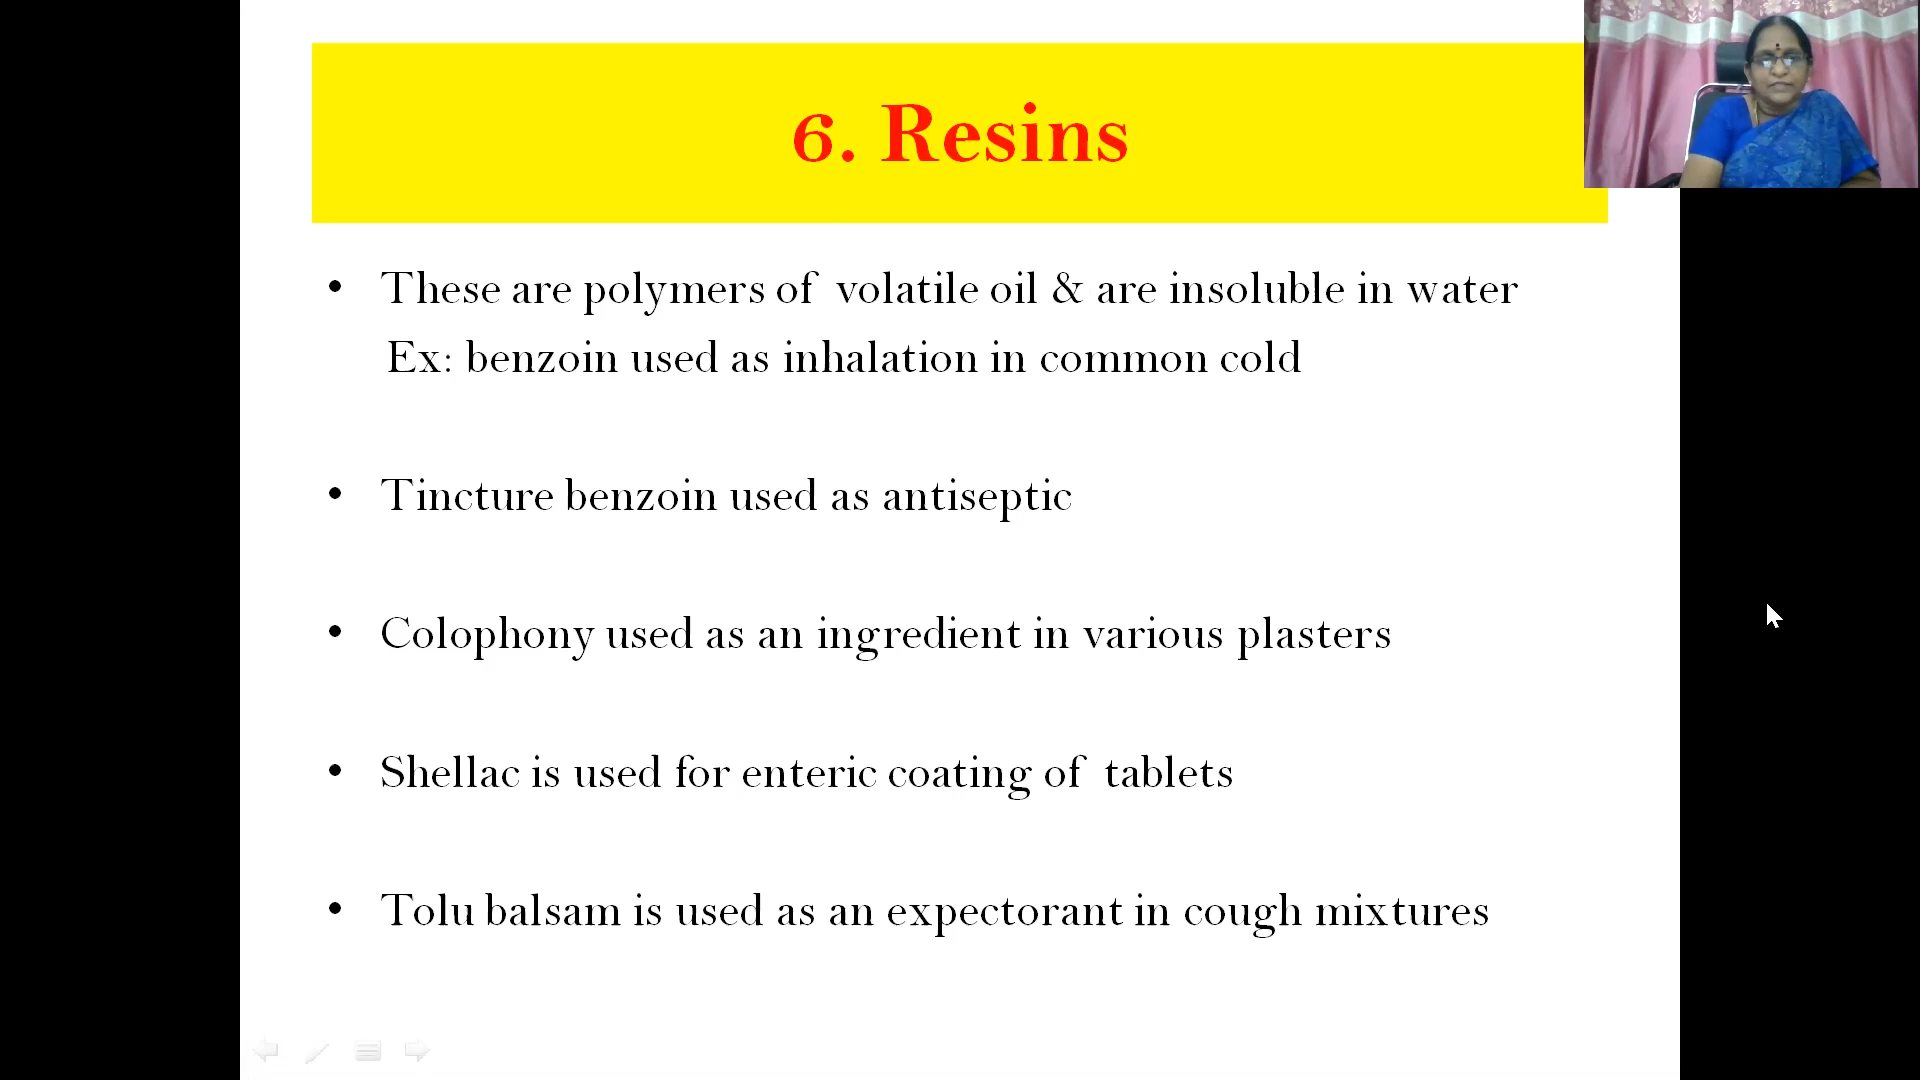 6. Resins
• These are polymers of volatile oil & are insoluble in water
Ex: benzoin used as inhalation in common cold
• Tincture benzoin used as antiseptic
• Colophony used as an ingredient in various plasters
• Shellac is used for enteric coating of tablets
• Tolu balsam is used as an expectorant in cough mixtures